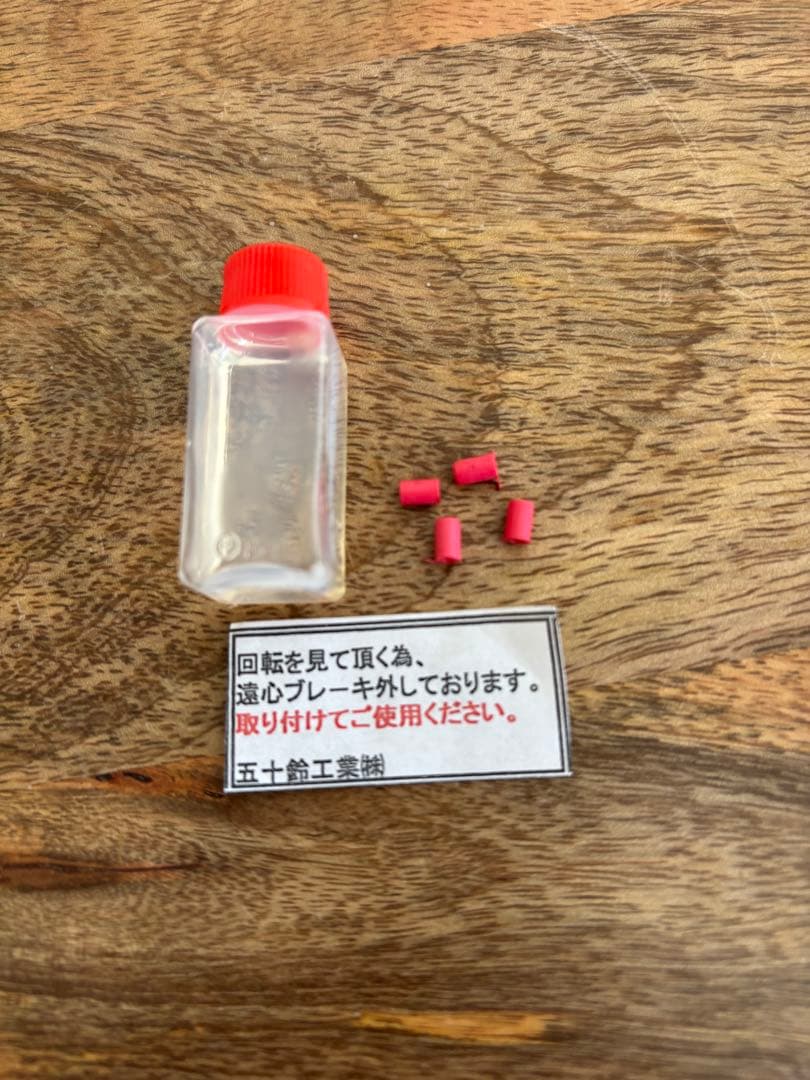 回転を見て頂く為、
遠心ブレーキ外しております。
取り付けてご使用ください。
五十鈴工業㈱